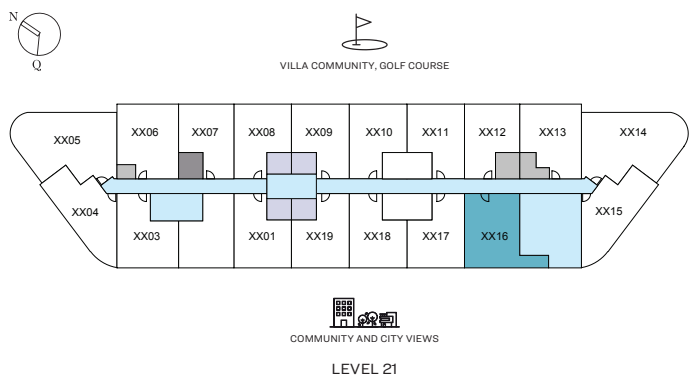 N
Q
VILLA COMMUNITY, GOLF COURSE
XX05 XX06 XX07 XX08 XX09 XX10 XX11 XX12 XX13 XX14
XX04 XX03 XX01 XX19 XX18 XX17 XX16 XX15
COMMUNITY AND CITY VIEWS
LEVEL 21